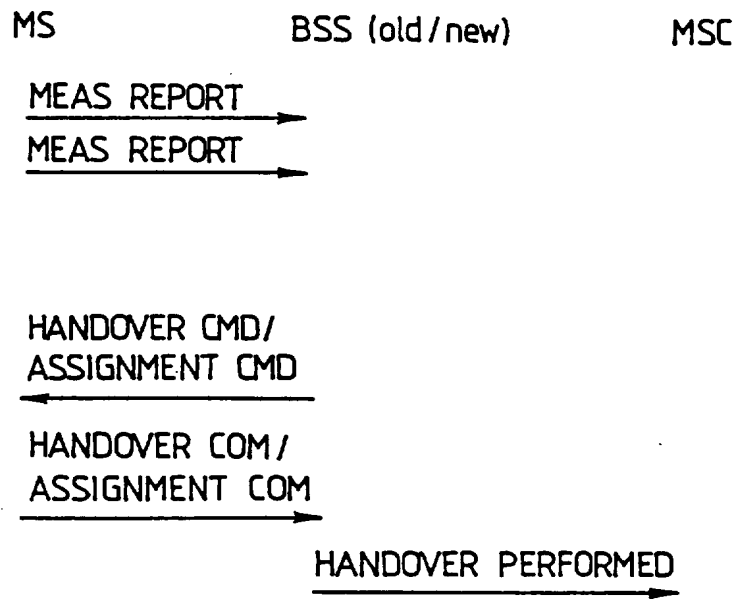 MS BSS (old/new) MSC
MEAS REPORT
MEAS REPORT
HANDOVER CMD/
ASSIGNMENT CMD
HANDOVER COM/
ASSIGNMENT COM
HANDOVER PERFORMED